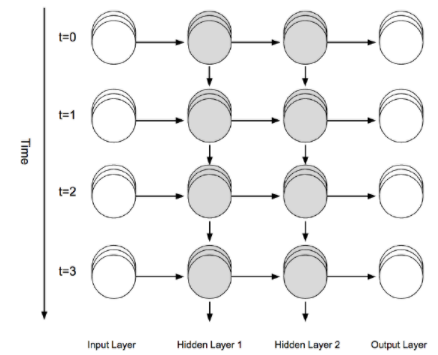 t=0
t=1
Time
t=2
t=3
Input Layer
Hidden Layer 1
Hidden Layer 2
Output Layer